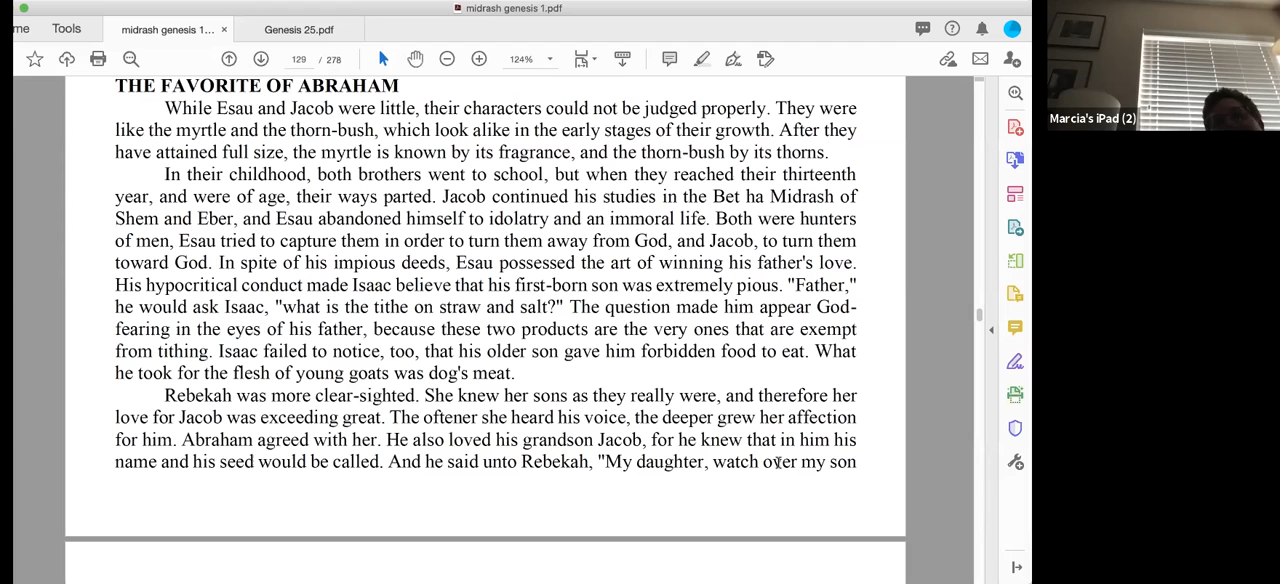 midrash genesis 1.pdf
me
Tools
midrash genesis 1... ×
Genesis 25.pdf
129 / 278
124%
THE FAVORITE OF ABRAHAM
While Esau and Jacob were little, their characters could not be judged properly. They were
like the myrtle and the thorn-bush, which look alike in the early stages of their growth. After they
have attained full size, the myrtle is known by its fragrance, and the thorn-bush by its thorns.
In their childhood, both brothers went to school, but when they reached their thirteenth
year, and were of age, their ways parted. Jacob continued his studies in the Bet ha Midrash of
Shem and Eber, and Esau abandoned himself to idolatry and an immoral life. Both were hunters
of men, Esau tried to capture them in order to turn them away from God, and Jacob, to turn them
toward God. In spite of his impious deeds, Esau possessed the art of winning his father's love.
His hypocritical conduct made Isaac believe that his first-born son was extremely pious. "Father,"
he would ask Isaac, "what is the tithe on straw and salt?" The question made him appear God-
fearing in the eyes of his father, because these two products are the very ones that are exempt
from tithing. Isaac failed to notice, too, that his older son gave him forbidden food to eat. What
he took for the flesh of young goats was dog's meat.
Rebekah was more clear-sighted. She knew her sons as they really were, and therefore her
love for Jacob was exceeding great. The oftener she heard his voice, the deeper grew her affection
for him. Abraham agreed with her. He also loved his grandson Jacob, for he knew that in him his
name and his seed would be called. And he said unto Rebekah, "My daughter, watch over my son
Marcia's iPad (2)